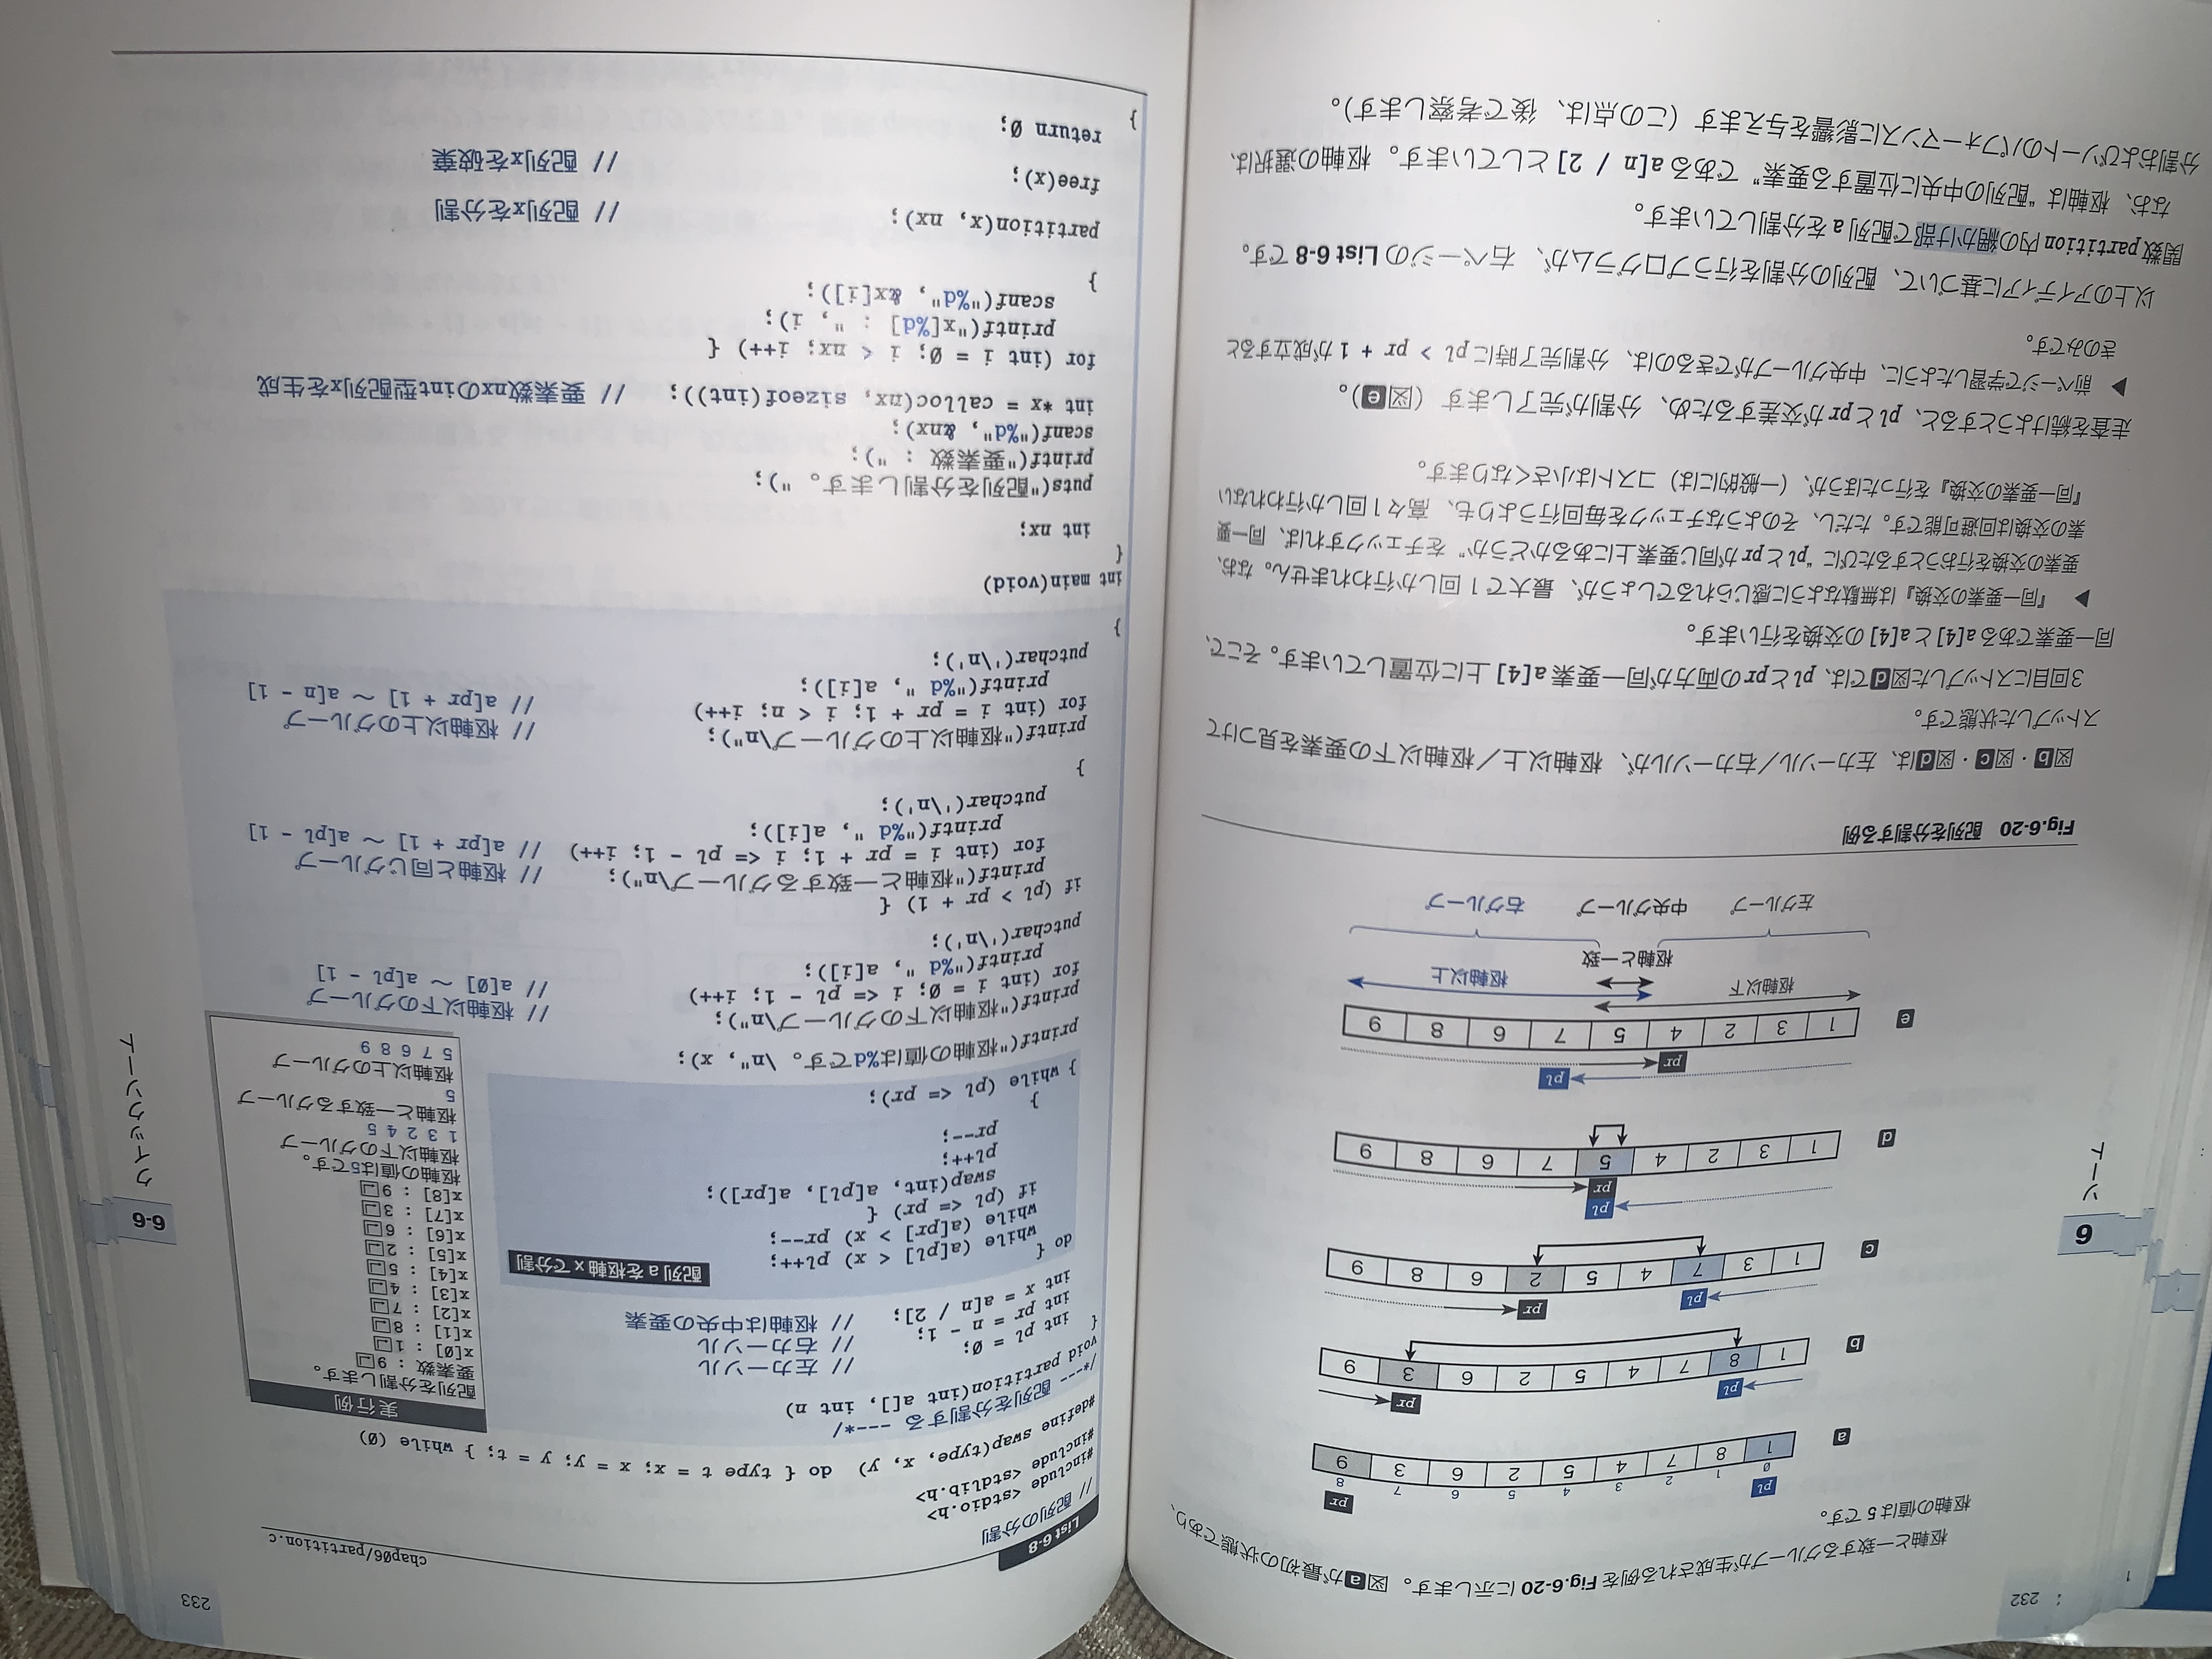 232
枢軸と一致するグループが生成される例を Fig.6-20 に示します。図aが最初の状態であり、
枢軸の値は5です。
pl pr
0 1 2 3 4 5 6 7 8
a 1 8 7 4 5 2 6 3 9
pl pr
b 1 8 7 4 5 2 6 3 9
pl pr
c 1 3 7 4 5 2 6 8 9
pl
pr
d 1 3 2 4 5 7 6 8 9
pr pl
e 1 3 2 4 5 7 6 8 9
枢軸以下 枢軸以上
枢軸と一致
左グループ 中央グループ 右グループ
Fig.6-20 配列を分割する例
図b・図c・図dは、左カーソル／右カーソルが、枢軸以上／枢軸以下の要素を見つけて
ストップした状態です。
3回目にストップした図dでは、plとprの両方が同一要素a[4]上に位置しています。そこで、
同一要素であるa[4]とa[4]の交換を行います。
▶ 『同一要素の交換』は無駄なように感じられるでしょうが、最大で1回しか行われません。なお、
要素の交換を行おうとするたびに“plとprが同じ要素上にあるかどうか”をチェックすれば、同一要
素の交換は回避可能です。ただし、そのようなチェックを毎回行うよりも、高々1回しか行われない
『同一要素の交換』を行ったほうが、（一般的には）コストは小さくなります。
走査を続けようとすると、plとprが交差するため、分割が完了します（図e）。
▶ 前ページで学習したように、中央グループができるのは、分割完了時に pl > pr + 1 が成立すると
きのみです。
以上のアイディアに基づいて、配列の分割を行うプログラムが、右ページの List 6-8 です。
関数partition内の網かけ部で配列 a を分割しています。
なお、枢軸は“配列の中央に位置する要素”であるa[n / 2]としています。枢軸の選択は、
分割およびソートのパフォーマンスに影響を与えます（この点は、後で考察します）。
6
ソート
233
List 6-8
chap06/partition.c
// 配列の分割
#include <stdio.h>
#include <stdlib.h>
#define swap(type, x, y) do { type t = x; x = y; y = t; } while (0)
/*--- 配列を分割する ---*/
void partition(int a[], int n)
{
int pl = 0; // 左カーソル
int pr = n - 1; // 右カーソル
int x = a[n / 2]; // 枢軸は中央の要素
配列 a を枢軸 x で分割
do {
while (a[pl] < x) pl++;
while (a[pr] > x) pr--;
if (pl <= pr) {
swap(int, a[pl], a[pr]);
pl++;
pr--;
}
} while (pl <= pr);
printf("枢軸の値は%dです。\n", x);
printf("枢軸以下のグループ\n"); // 枢軸以下のグループ
for (int i = 0; i <= pl - 1; i++) // a[0] ～ a[pl - 1]
printf("%d ", a[i]);
putchar('\n');
if (pl > pr + 1) {
printf("枢軸と一致するグループ\n"); // 枢軸と同じグループ
for (int i = pr + 1; i <= pl - 1; i++) // a[pr + 1] ～ a[pl - 1]
printf("%d ", a[i]);
putchar('\n');
}
printf("枢軸以上のグループ\n"); // 枢軸以上のグループ
for (int i = pr + 1; i < n; i++) // a[pr + 1] ～ a[n - 1]
printf("%d ", a[i]);
putchar('\n');
}
int main(void)
{
int nx;
puts("配列を分割します。");
printf("要素数 : ");
scanf("%d", &nx);
int *x = calloc(nx, sizeof(int)); // 要素数nxのint型配列xを生成
for (int i = 0; i < nx; i++) {
printf("x[%d] : ", i);
scanf("%d", &x[i]);
}
partition(x, nx); // 配列xを分割
free(x); // 配列xを破棄
return 0;
}
実行例
配列を分割します。
要素数 : 9
x[0] : 1
x[1] : 8
x[2] : 7
x[3] : 4
x[4] : 5
x[5] : 2
x[6] : 6
x[7] : 3
x[8] : 9
枢軸の値は5です。
枢軸以下のグループ
1 3 2 4 5
枢軸と一致するグループ
5
枢軸以上のグループ
5 7 6 8 9
6-6
クイックソート